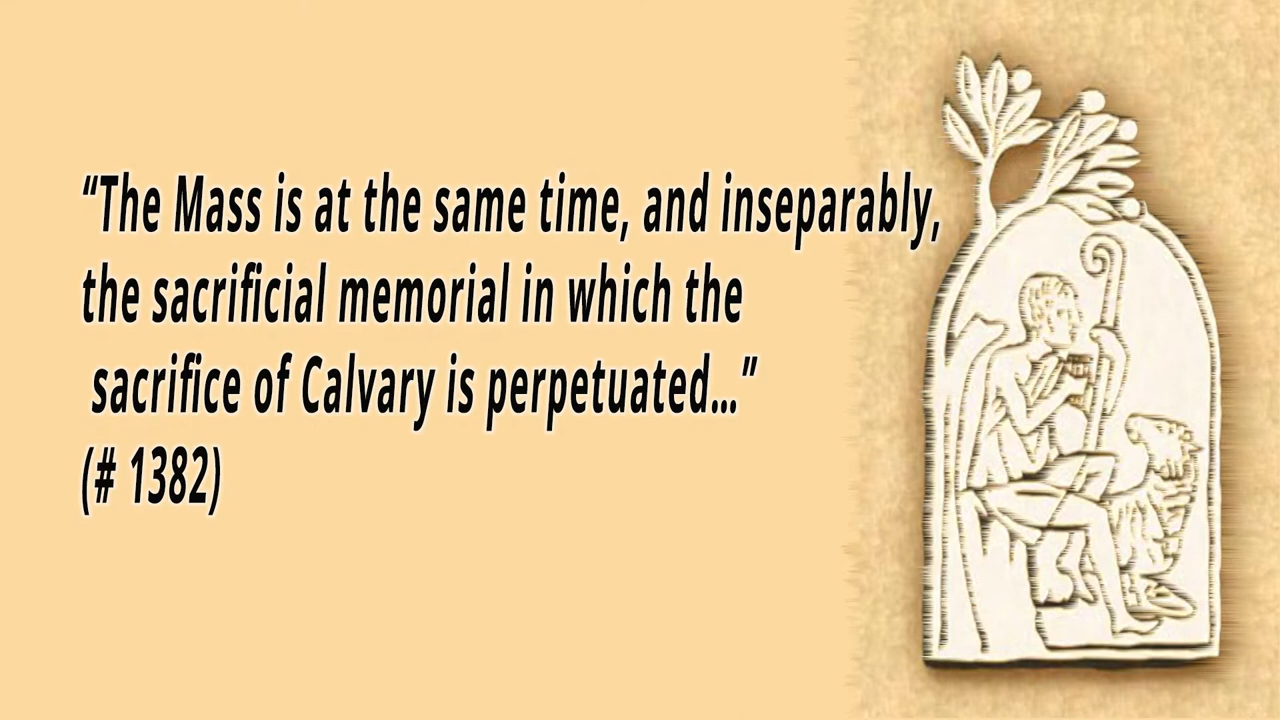 “The Mass is at the same time, and inseparably,
the sacrificial memorial in which the
sacrifice of Calvary is perpetuated...”
(# 1382)